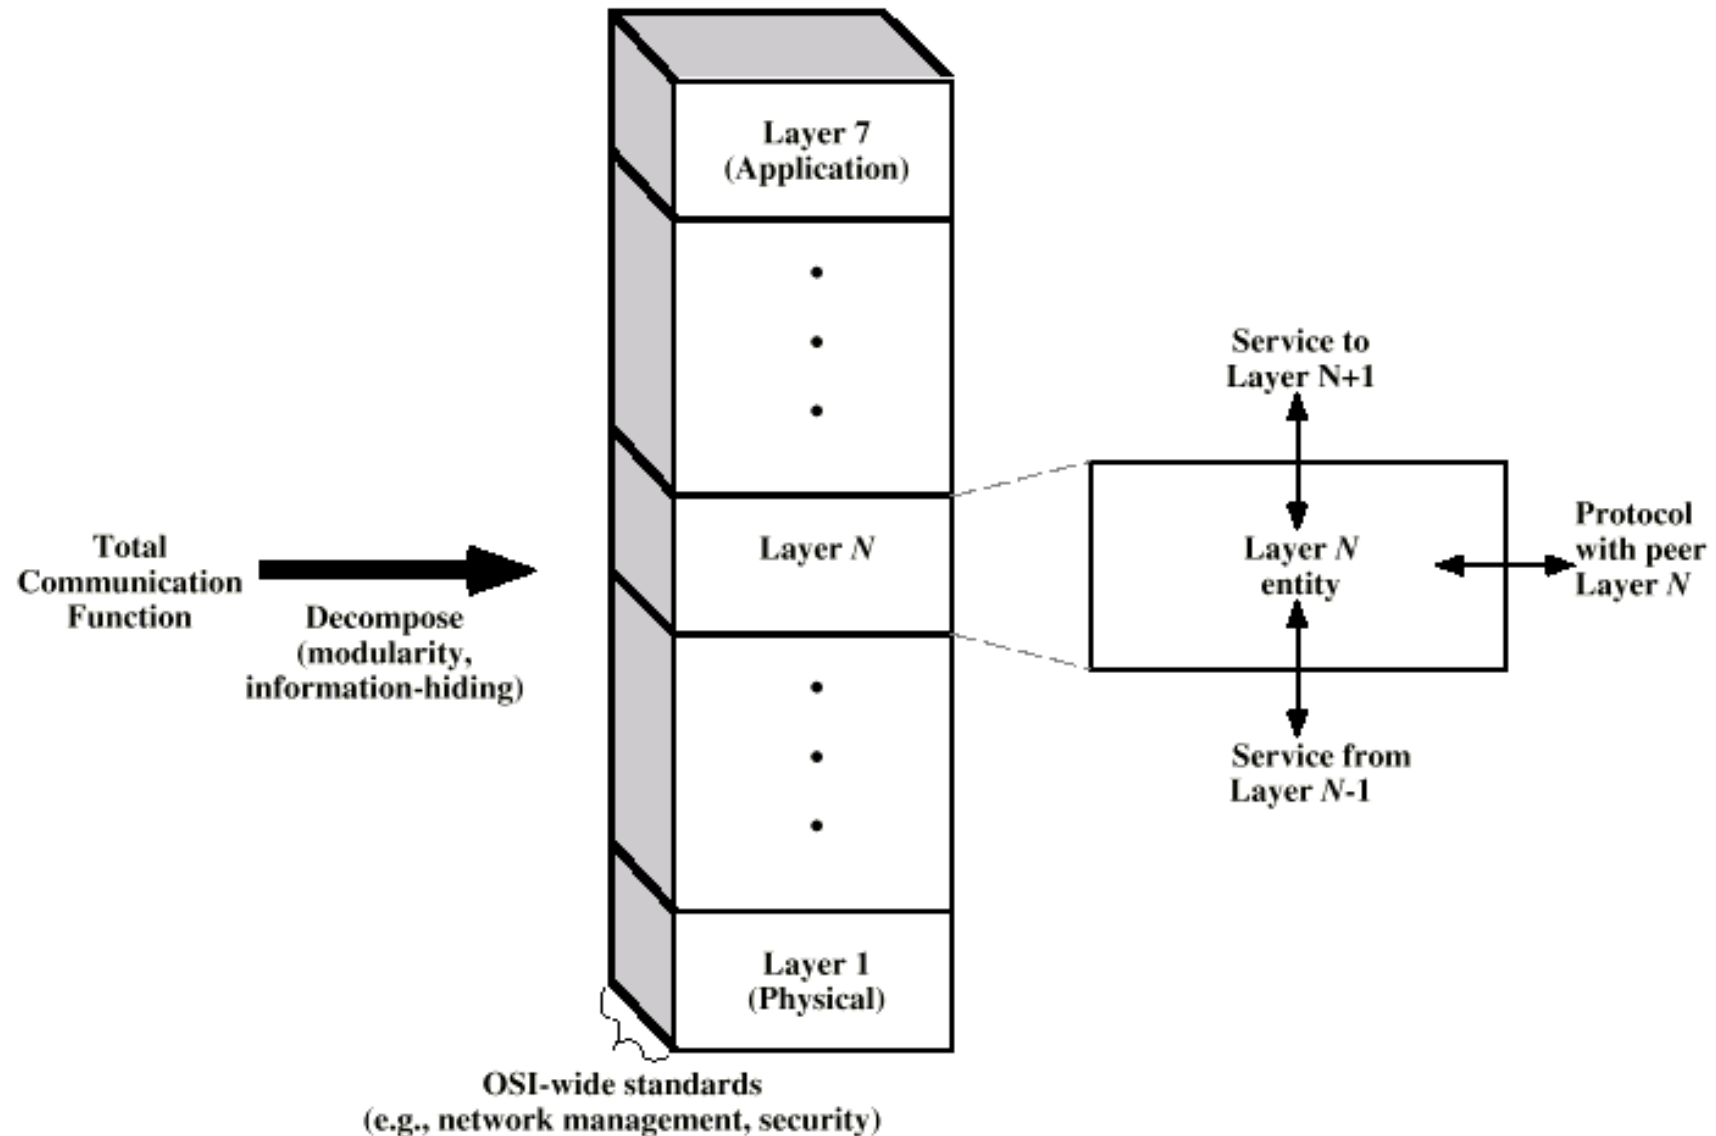 Layer 7
(Application)
Service to
Layer N+1
Total
Communication
Function
Decompose
(modularity,
information-hiding)
Layer N
Layer N
entity
Protocol
with peer
Layer N
Service from
Layer N-1
Layer 1
(Physical)
OSI-wide standards
(e.g., network management, security)